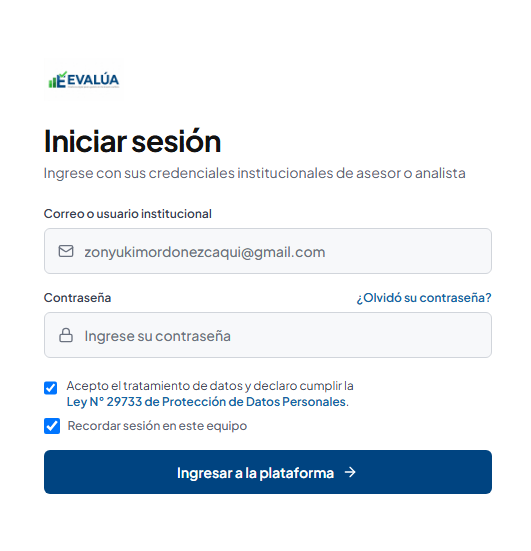 EVALÚA
Iniciar sesión
Ingrese con sus credenciales institucionales de asesor o analista
Correo o usuario institucional
zonyukimordonezcaqui@gmail.com
Contraseña ¿Olvidó su contraseña?
Ingrese su contraseña
Acepto el tratamiento de datos y declaro cumplir la
Ley N° 29733 de Protección de Datos Personales.
Recordar sesión en este equipo
Ingresar a la plataforma →